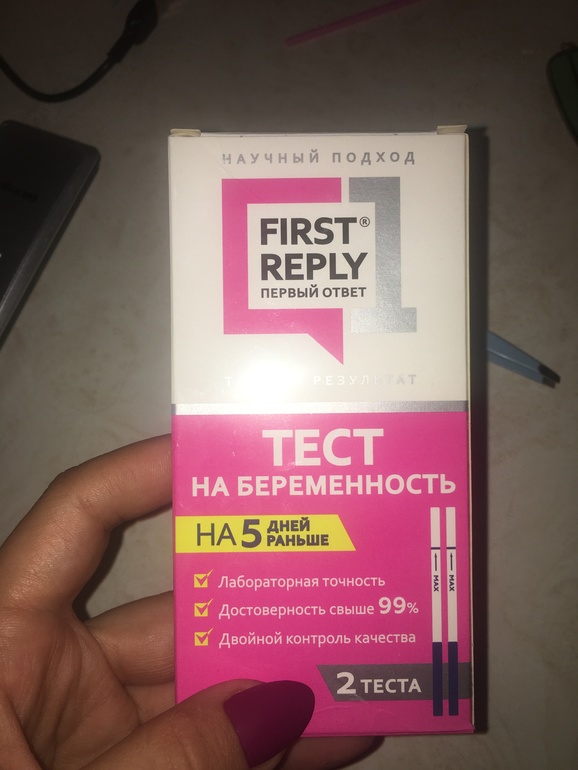 НАУЧНЫЙ ПОДХОД
FIRST®
REPLY
ПЕРВЫЙ ОТВЕТ
РЕЗУЛЬТАТ
ТЕСТ
НА БЕРЕМЕННОСТЬ
НА 5 ДНЕЙ
РАНЬШЕ
Лабораторная точность
Достоверность свыше 99%
Двойной контроль качества
MAX MAX
2 ТЕСТА